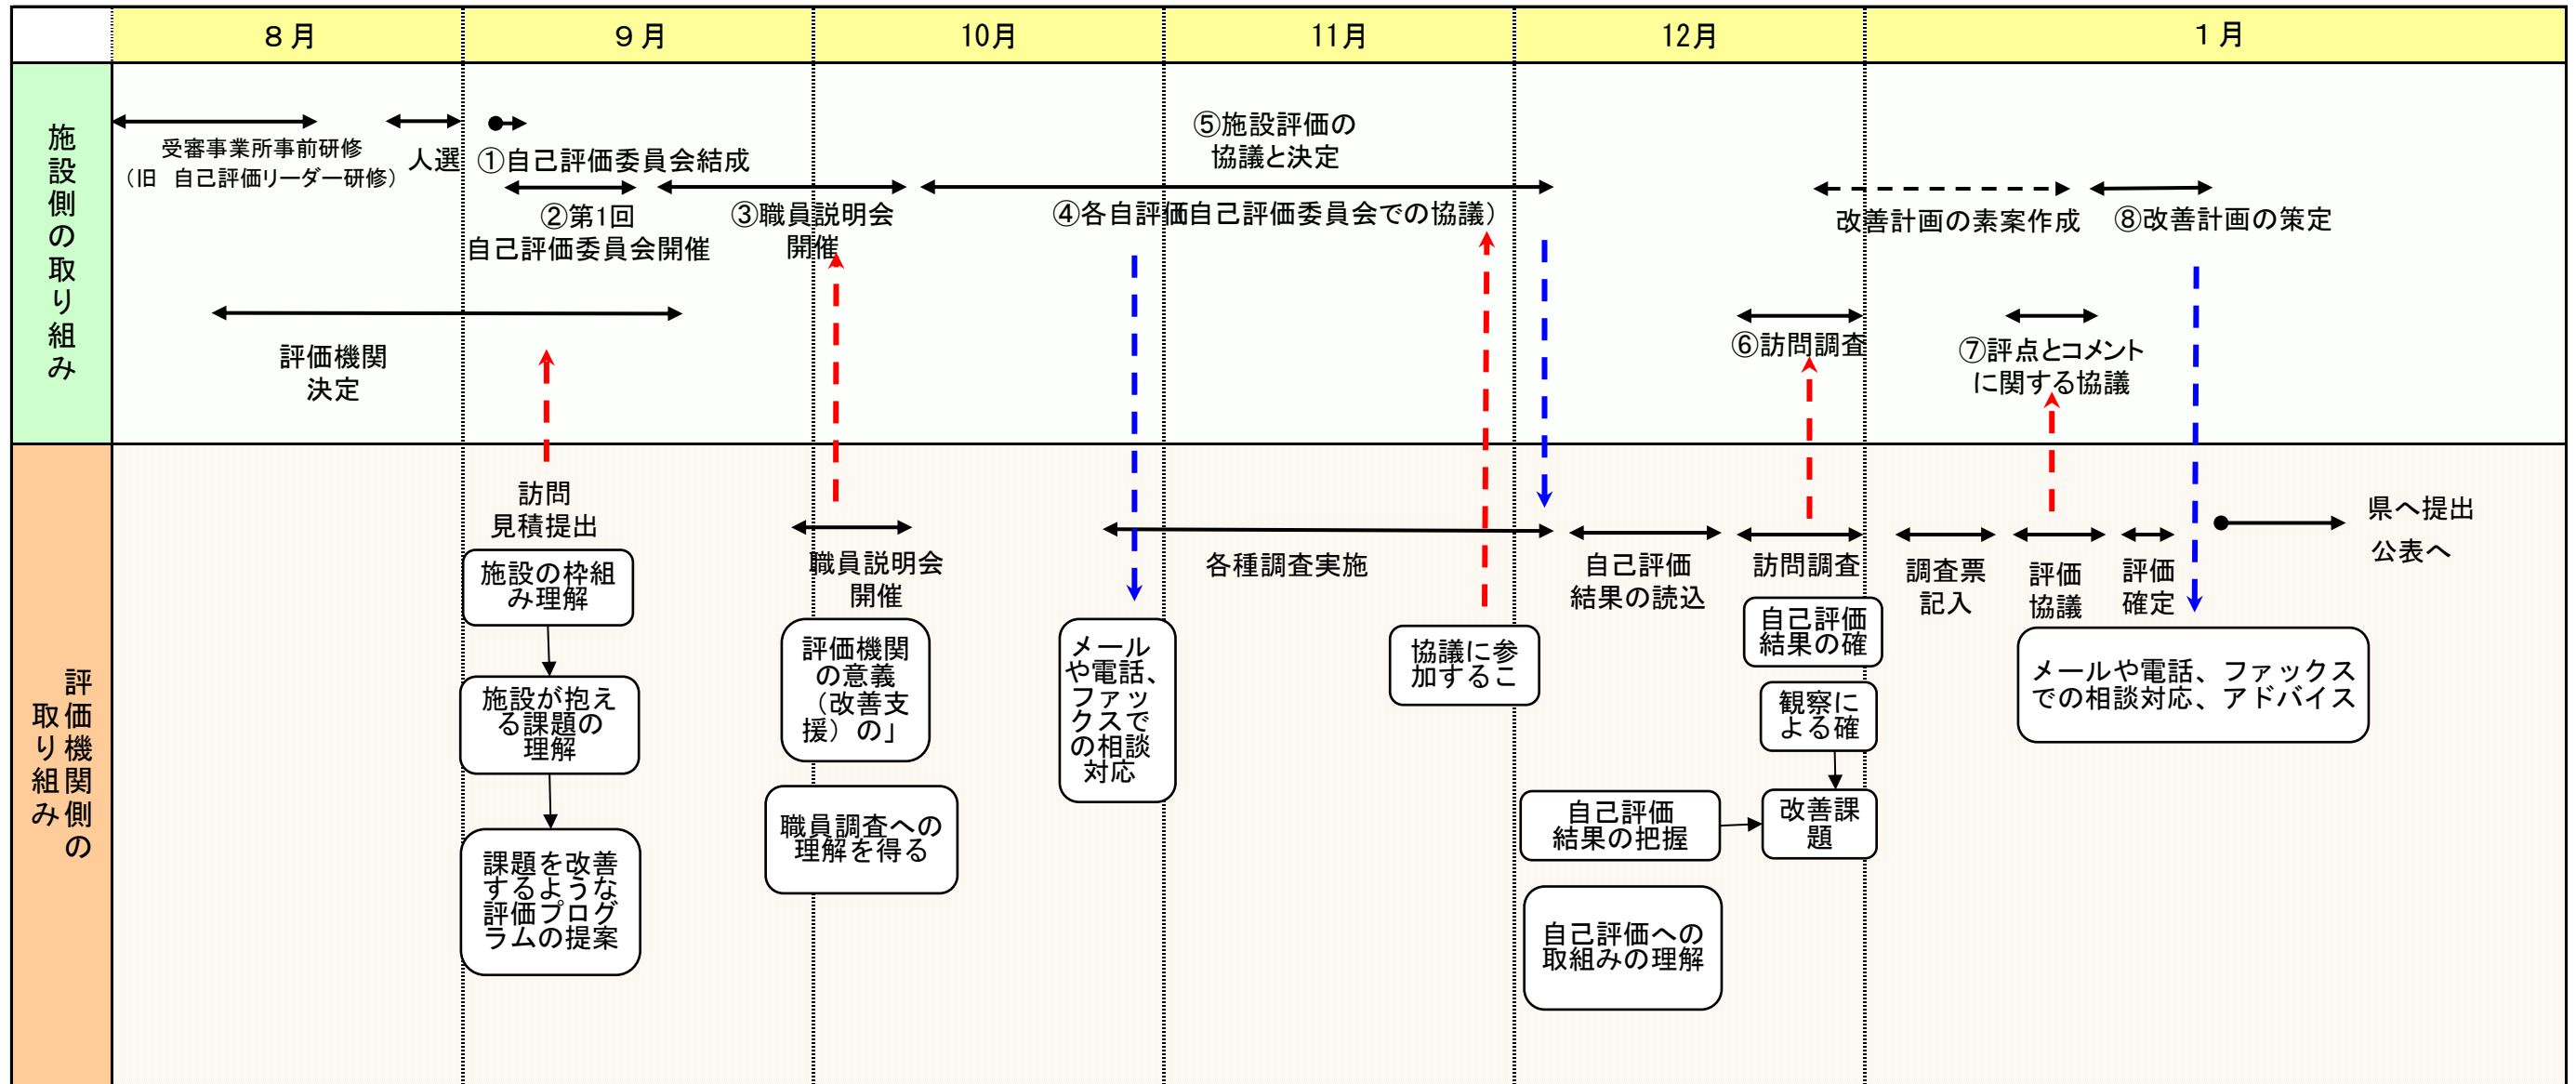 ８月
９月
10月
11月
12月
１月
施設側の取り組み
受審事業所事前研修
（旧　自己評価リーダー研修）
人選
①自己評価委員会結成
②第1回
自己評価委員会開催
③職員説明会
開催
④各自評価
（自己評価委員会での協議）
⑤施設評価の
協議と決定
改善計画の素案作成
⑧改善計画の策定
評価機関
決定
⑥訪問調査
⑦評点とコメント
に関する協議
評価機関側の
取り組み
訪問
見積提出
施設の枠組
み理解
施設が抱え
る課題の
理解
課題を改善
するような
評価プログ
ラムの提案
職員説明会
開催
評価機関
の意義
（改善支
援）の」
職員調査への
理解を得る
メール
や電話、
ファッ
クスで
の相談
対応
各種調査実施
協議に参
加するこ
自己評価
結果の読込
訪問調査
自己評価
結果の確
観察に
よる確
自己評価
結果の把握
改善課
題
自己評価への
取組みの理解
調査票
記入
評価
協議
評価
確定
メールや電話、ファックス
での相談対応、アドバイス
県へ提出
公表へ